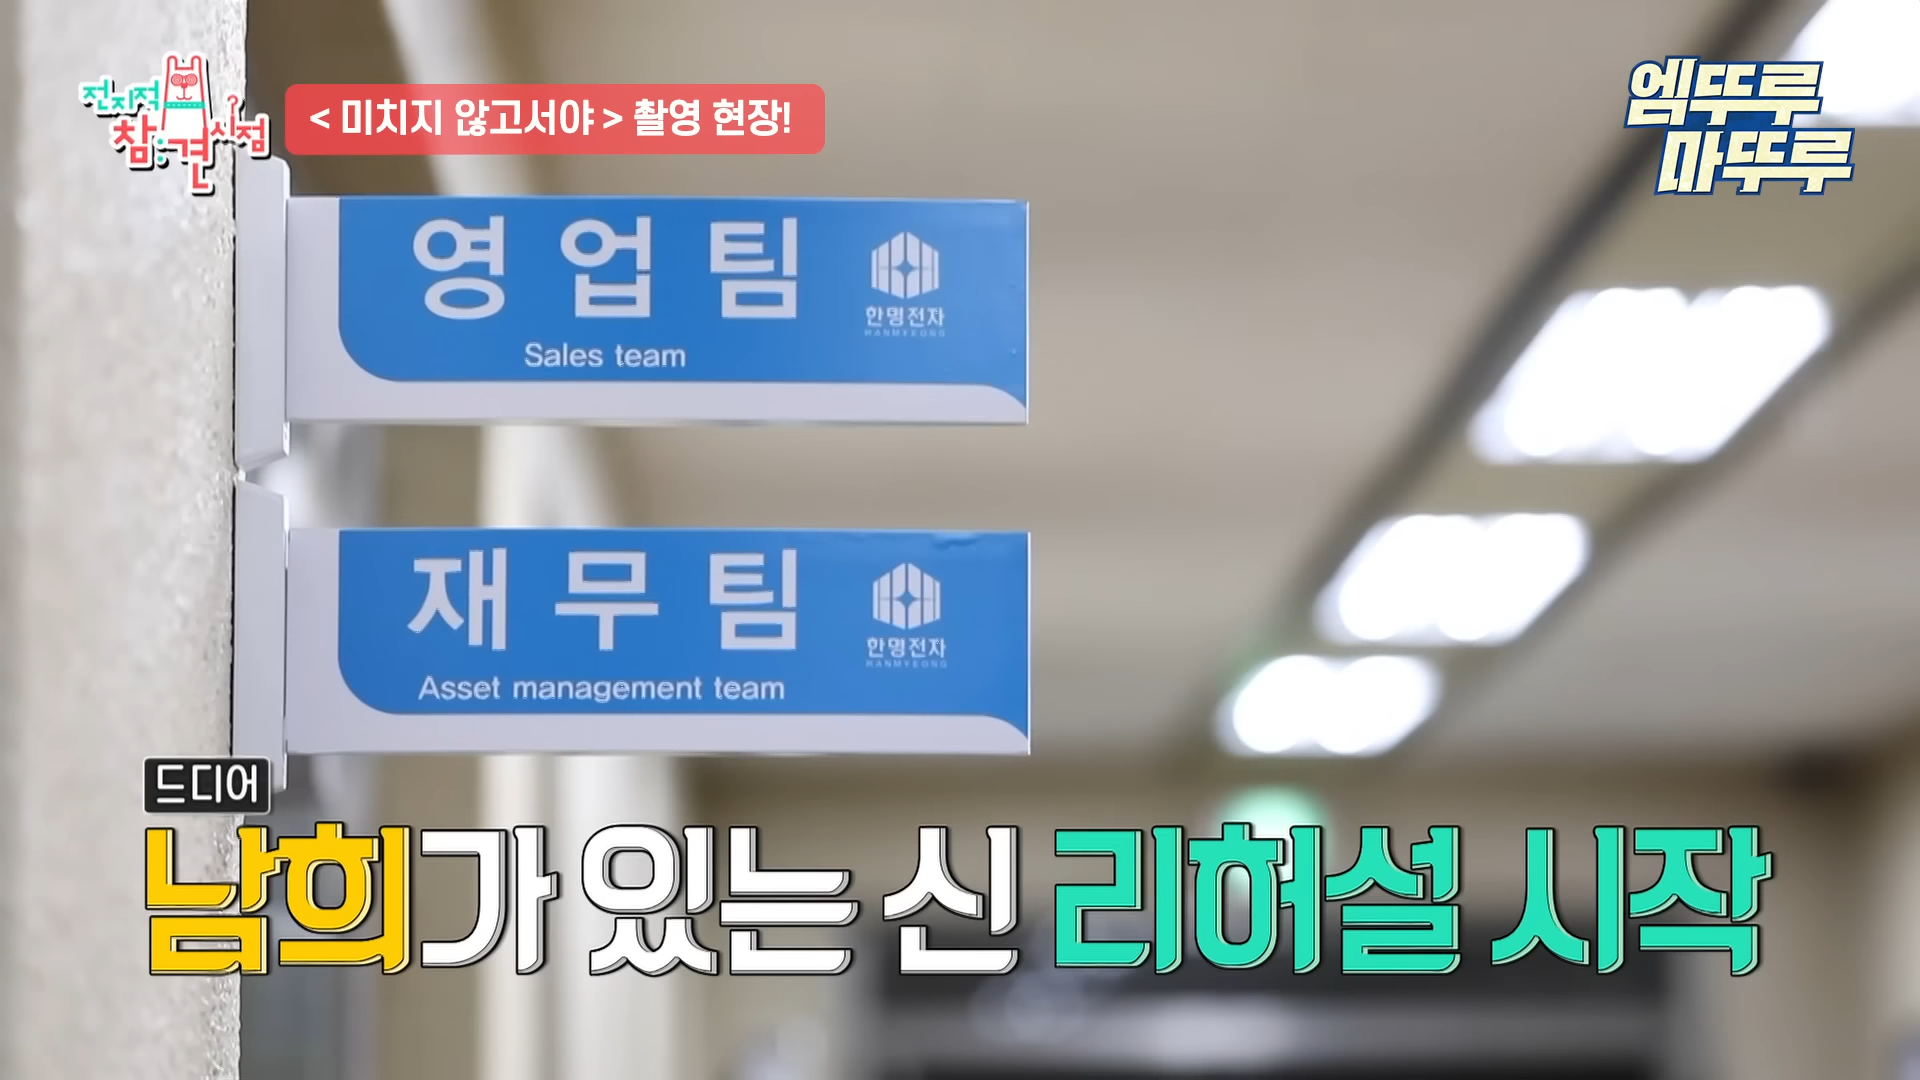 전지적
참견시점
< 미치지 않고서야 > 촬영 현장!
엠뚜루
마뚜루
영업팀
한명전자
HANMYEONG
Sales team
재무팀
한명전자
HANMYEONG
Asset management team
드디어
남희가 있는 신 리허설 시작